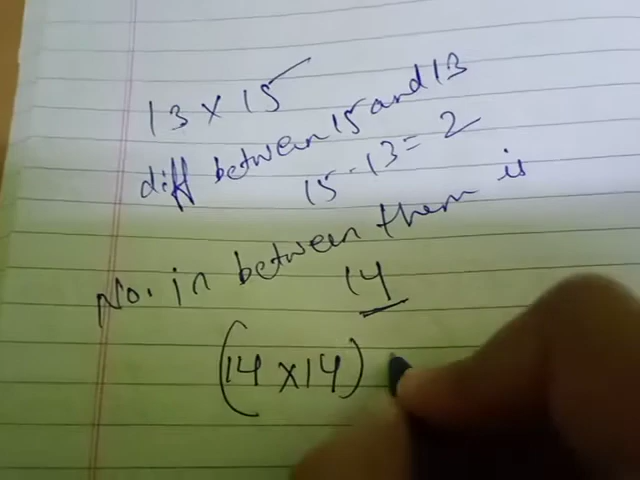 13 × 15
diff between 15 and 13
15 - 13 = 2
No. in between them is
14
(14 × 14)